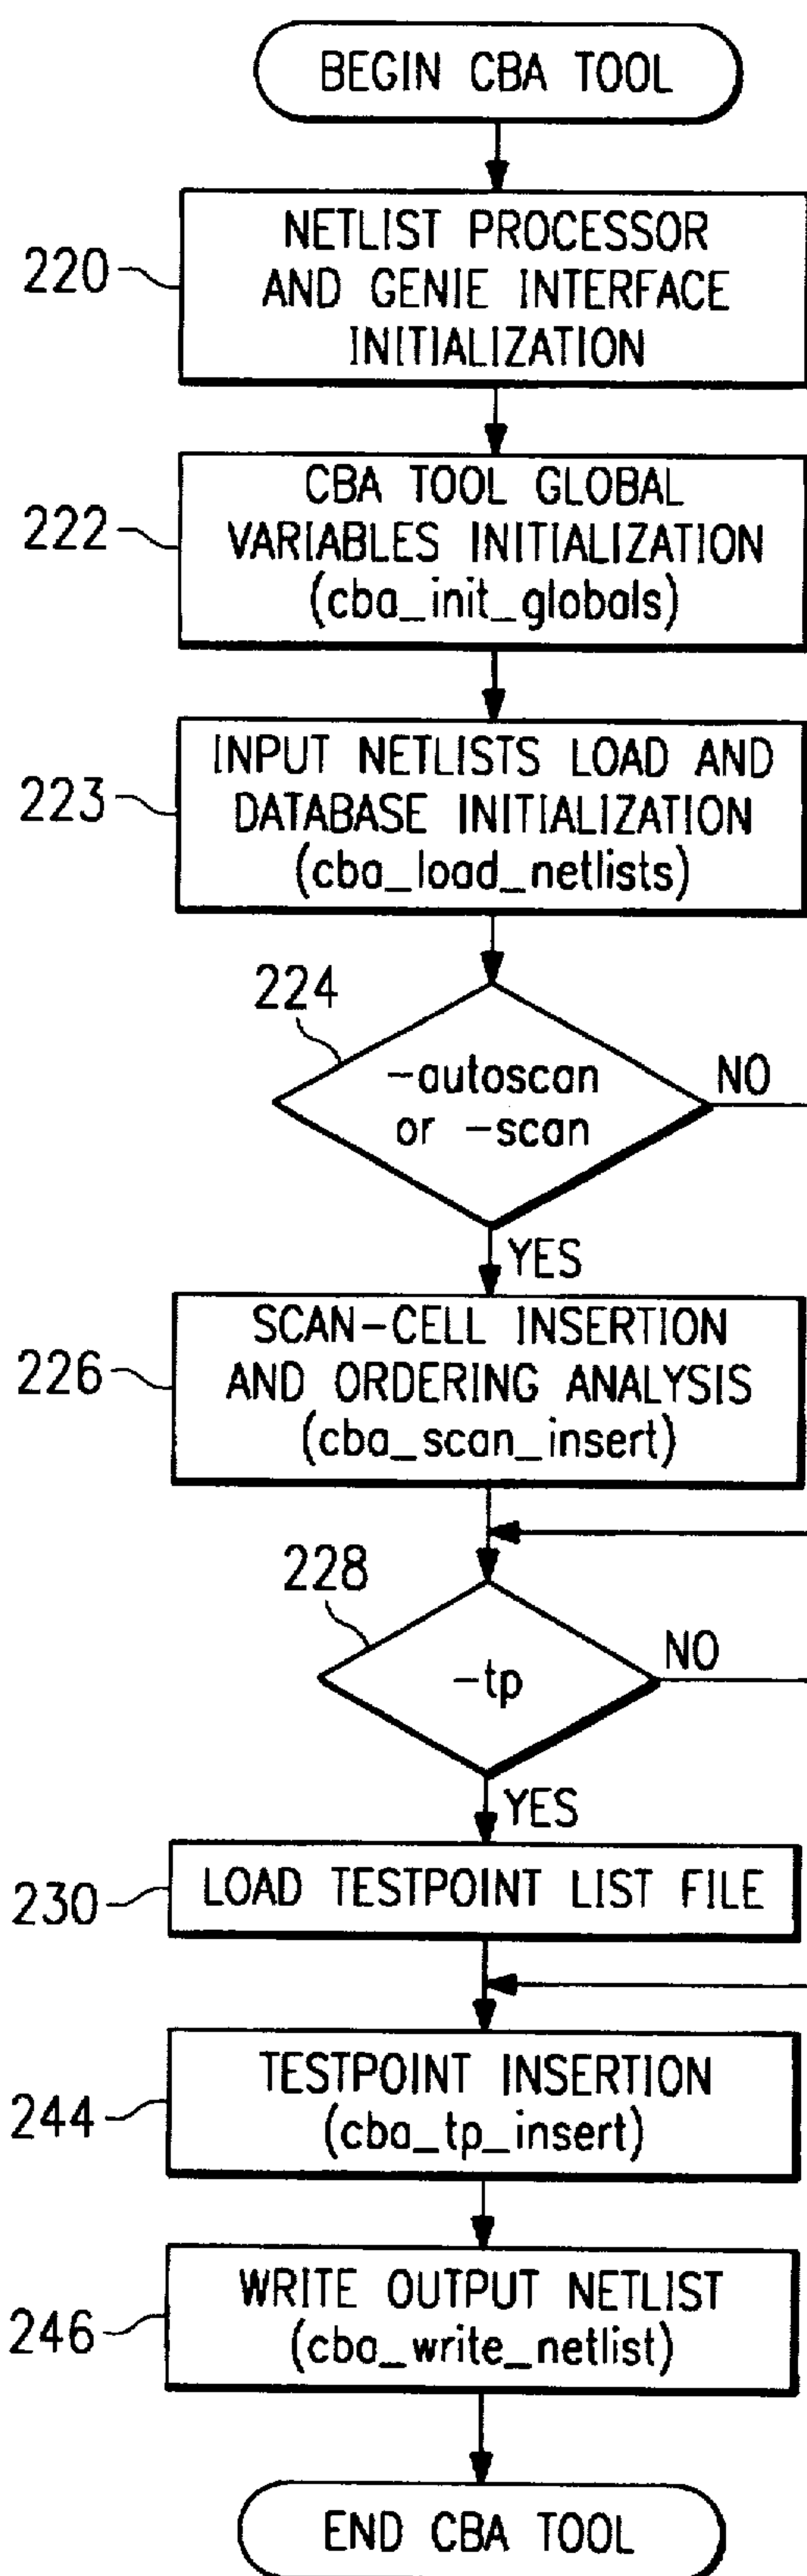 BEGIN CBA TOOL
220
NETLIST PROCESSOR
AND GENIE INTERFACE
INITIALIZATION
222
CBA TOOL GLOBAL
VARIABLES INITIALIZATION
(cba_init_globals)
223
INPUT NETLISTS LOAD AND
DATABASE INITIALIZATION
(cba_load_netlists)
224
-autoscan
or -scan
NO
YES
226
SCAN-CELL INSERTION
AND ORDERING ANALYSIS
(cba_scan_insert)
228
-tp
NO
YES
230
LOAD TESTPOINT LIST FILE
244
TESTPOINT INSERTION
(cba_tp_insert)
246
WRITE OUTPUT NETLIST
(cba_write_netlist)
END CBA TOOL